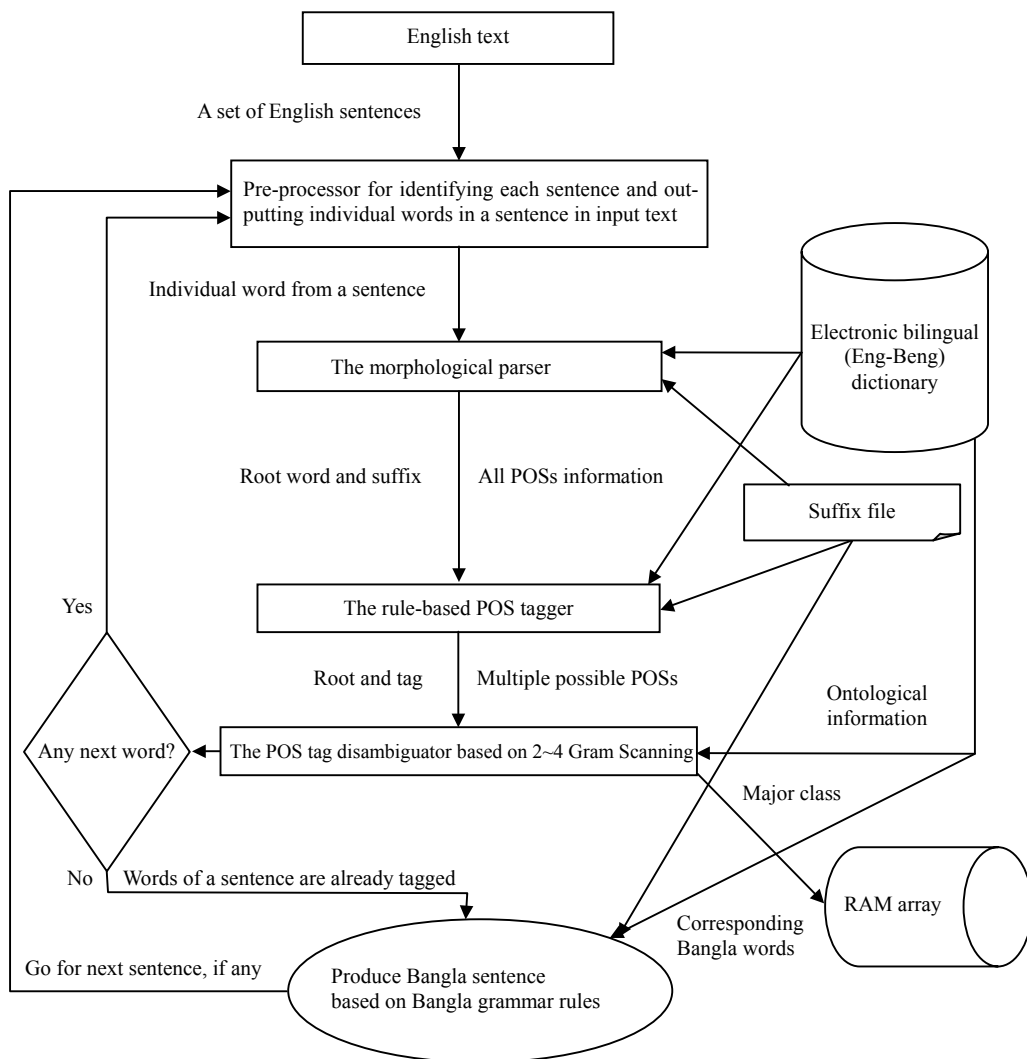 English text
A set of English sentences
Pre-processor for identifying each sentence and out-
putting individual words in a sentence in input text
Individual word from a sentence
Electronic bilingual
(Eng-Beng)
dictionary
The morphological parser
Root word and suffix
All POSs information
Suffix file
Yes
The rule-based POS tagger
Root and tag
Multiple possible POSs
Ontological
information
Any next word?
The POS tag disambiguator based on 2~4 Gram Scanning
Major class
No
Words of a sentence are already tagged
RAM array
Corresponding
Bangla words
Go for next sentence, if any
Produce Bangla sentence
based on Bangla grammar rules